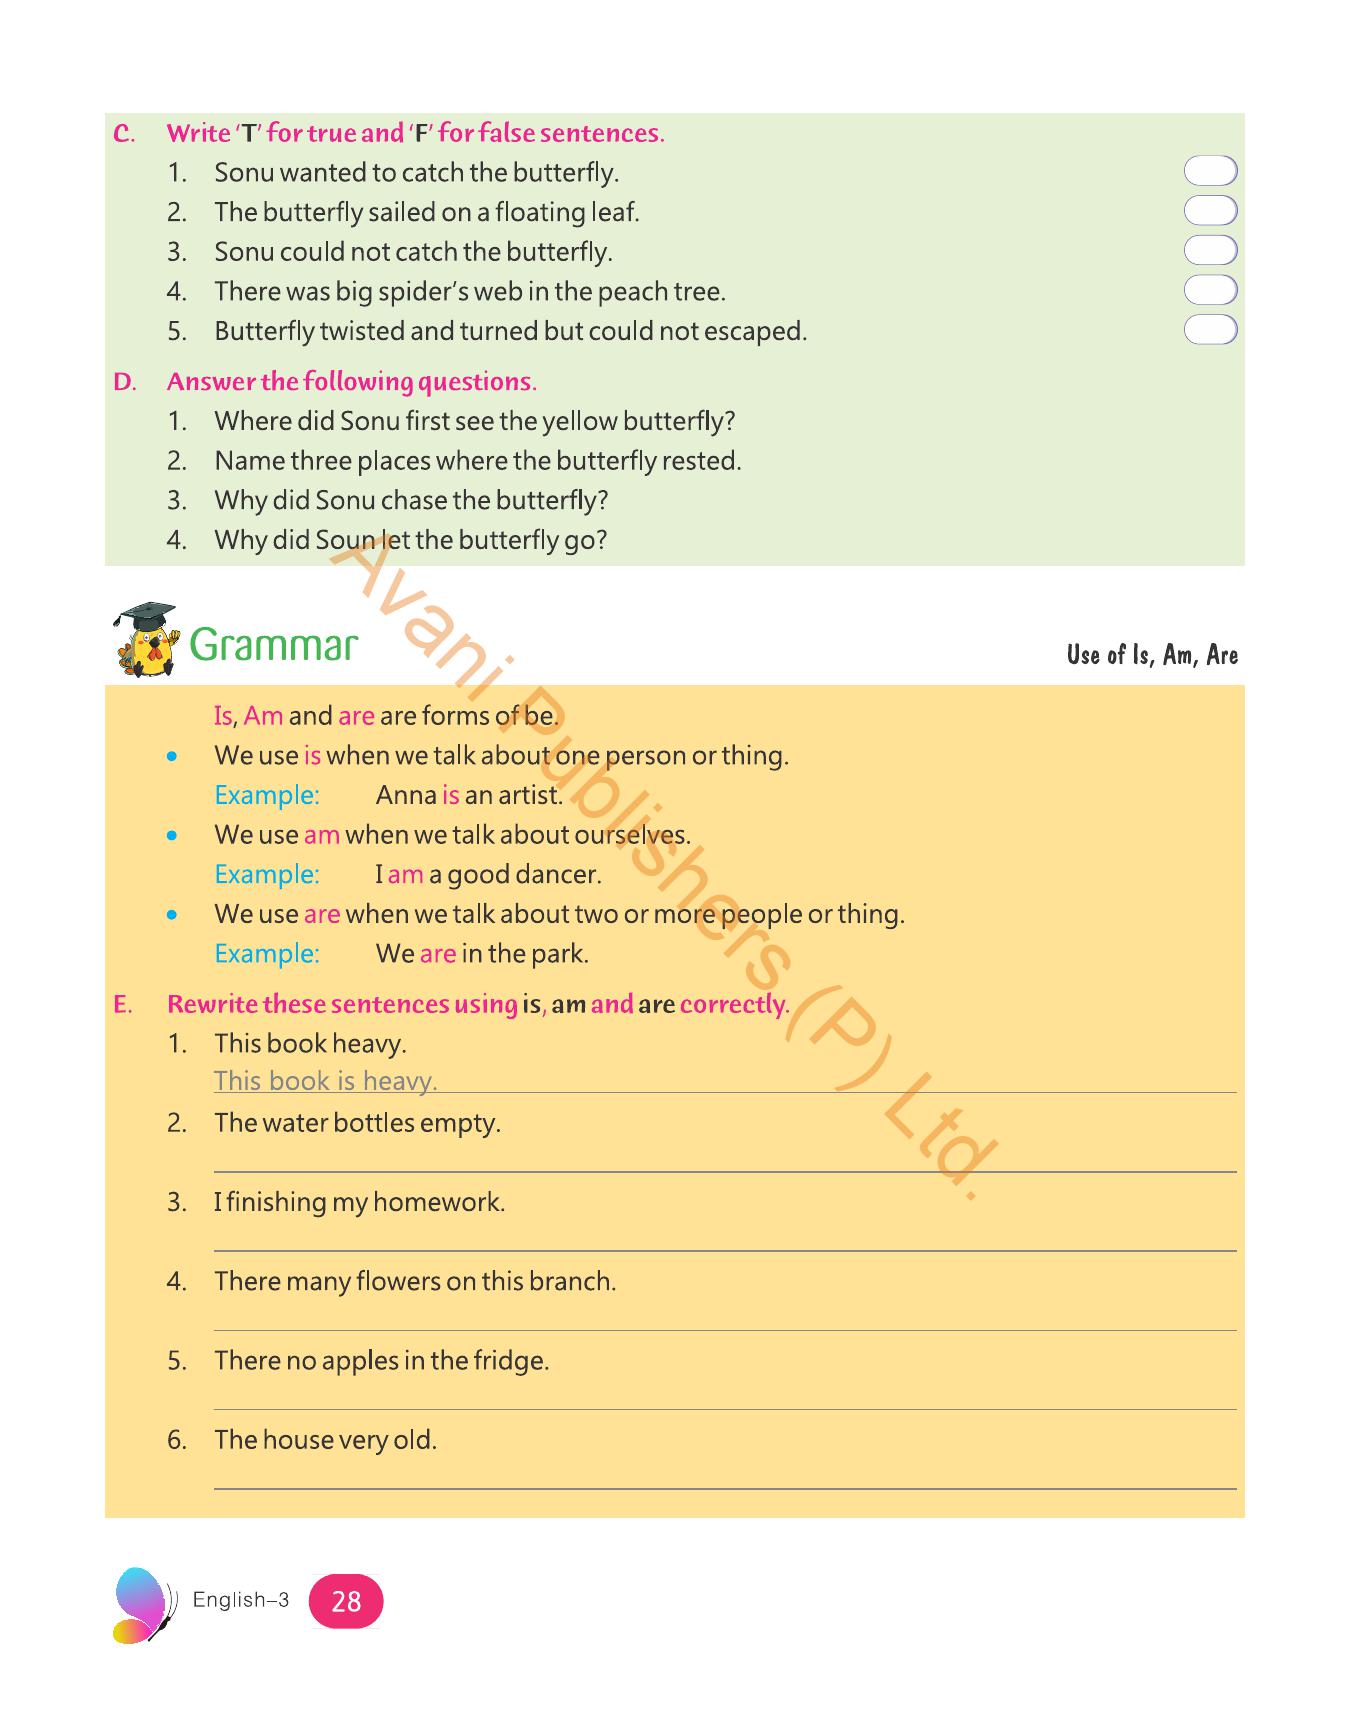 C. Write 'T' for true and 'F' for false sentences.
1. Sonu wanted to catch the butterfly.
2. The butterfly sailed on a floating leaf.
3. Sonu could not catch the butterfly.
4. There was big spider's web in the peach tree.
5. Butterfly twisted and turned but could not escaped.
D. Answer the following questions.
1. Where did Sonu first see the yellow butterfly?
2. Name three places where the butterfly rested.
3. Why did Sonu chase the butterfly?
4. Why did Soun let the butterfly go?
Grammar
Use of Is, Am, Are
Is, Am and are are forms of be.
• We use is when we talk about one person or thing.
Example: Anna is an artist.
• We use am when we talk about ourselves.
Example: I am a good dancer.
• We use are when we talk about two or more people or thing.
Example: We are in the park.
E. Rewrite these sentences using is, am and are correctly.
1. This book heavy.
This book is heavy.
2. The water bottles empty.
3. I finishing my homework.
4. There many flowers on this branch.
5. There no apples in the fridge.
6. The house very old.
English–3 28
Avani Publishers (P) Ltd.